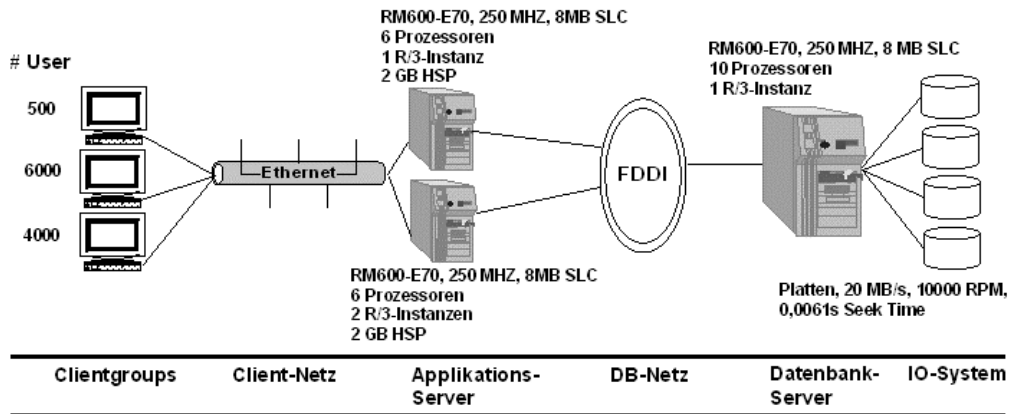 RM600-E70, 250 MHZ, 8MB SLC
6 Prozessoren
1 R/3-Instanz
2 GB HSP
# User
500
6000
4000
Ethernet
RM600-E70, 250 MHZ, 8MB SLC
6 Prozessoren
2 R/3-Instanzen
2 GB HSP
FDDI
RM600-E70, 250 MHZ, 8 MB SLC
10 Prozessoren
1 R/3-Instanz
Platten, 20 MB/s, 10000 RPM,
0,0061s Seek Time
Clientgroups
Client-Netz
Applikations-
Server
DB-Netz
Datenbank-
Server
IO-System